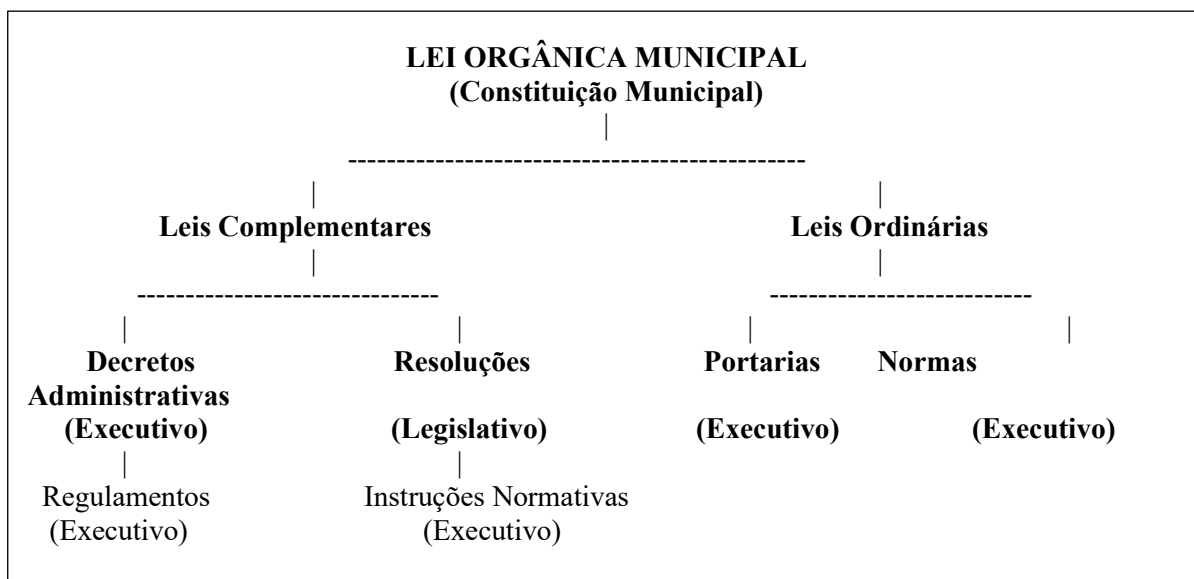 LEI ORGÂNICA MUNICIPAL
(Constituição Municipal)
|
-----------------------------------------------
| |
Leis Complementares Leis Ordinárias
| |
------------------------------- ---------------------------
| | | |
Decretos Resoluções Portarias Normas
Administrativas
(Executivo) (Legislativo) (Executivo) (Executivo)
| |
Regulamentos Instruções Normativas
(Executivo) (Executivo)